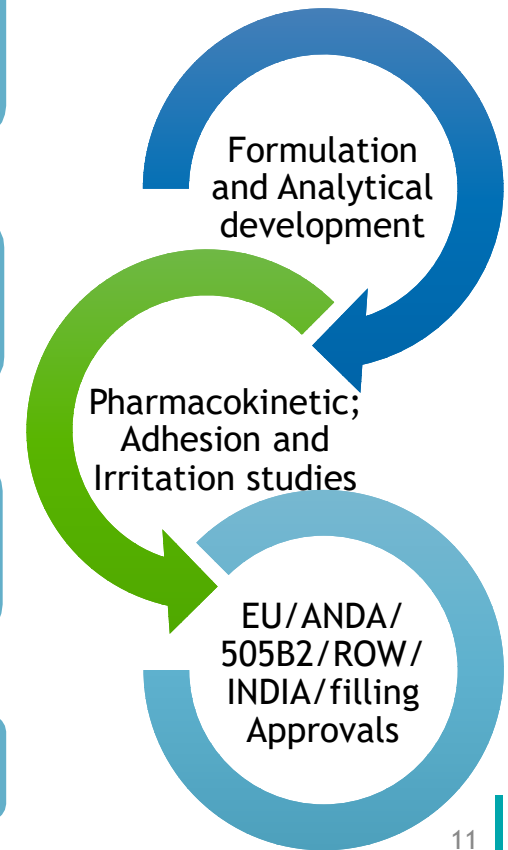 Formulation
and Analytical
development
Pharmacokinetic;
Adhesion and
Irritation studies
EU/ANDA/
505B2/ROW/
INDIA/filling
Approvals
11